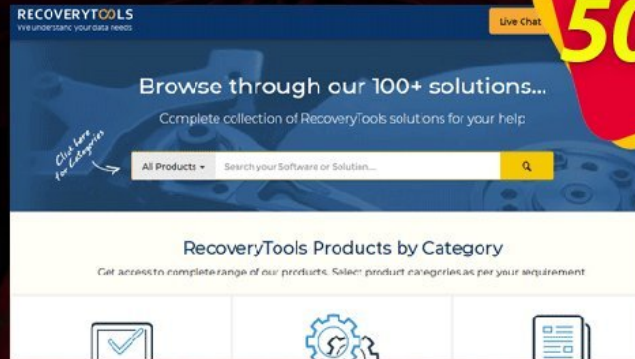 RECOVERYTOOLS
We understand your data needs
Live Chat
50
Browse through our 100+ solutions...
Complete collection of RecoveryTools solutions for your help
Click here
for Categories
All Products
Search your Software or Solution...
RecoveryTools Products by Category
Get access to complete range of our products. Select product categories as per your requirement